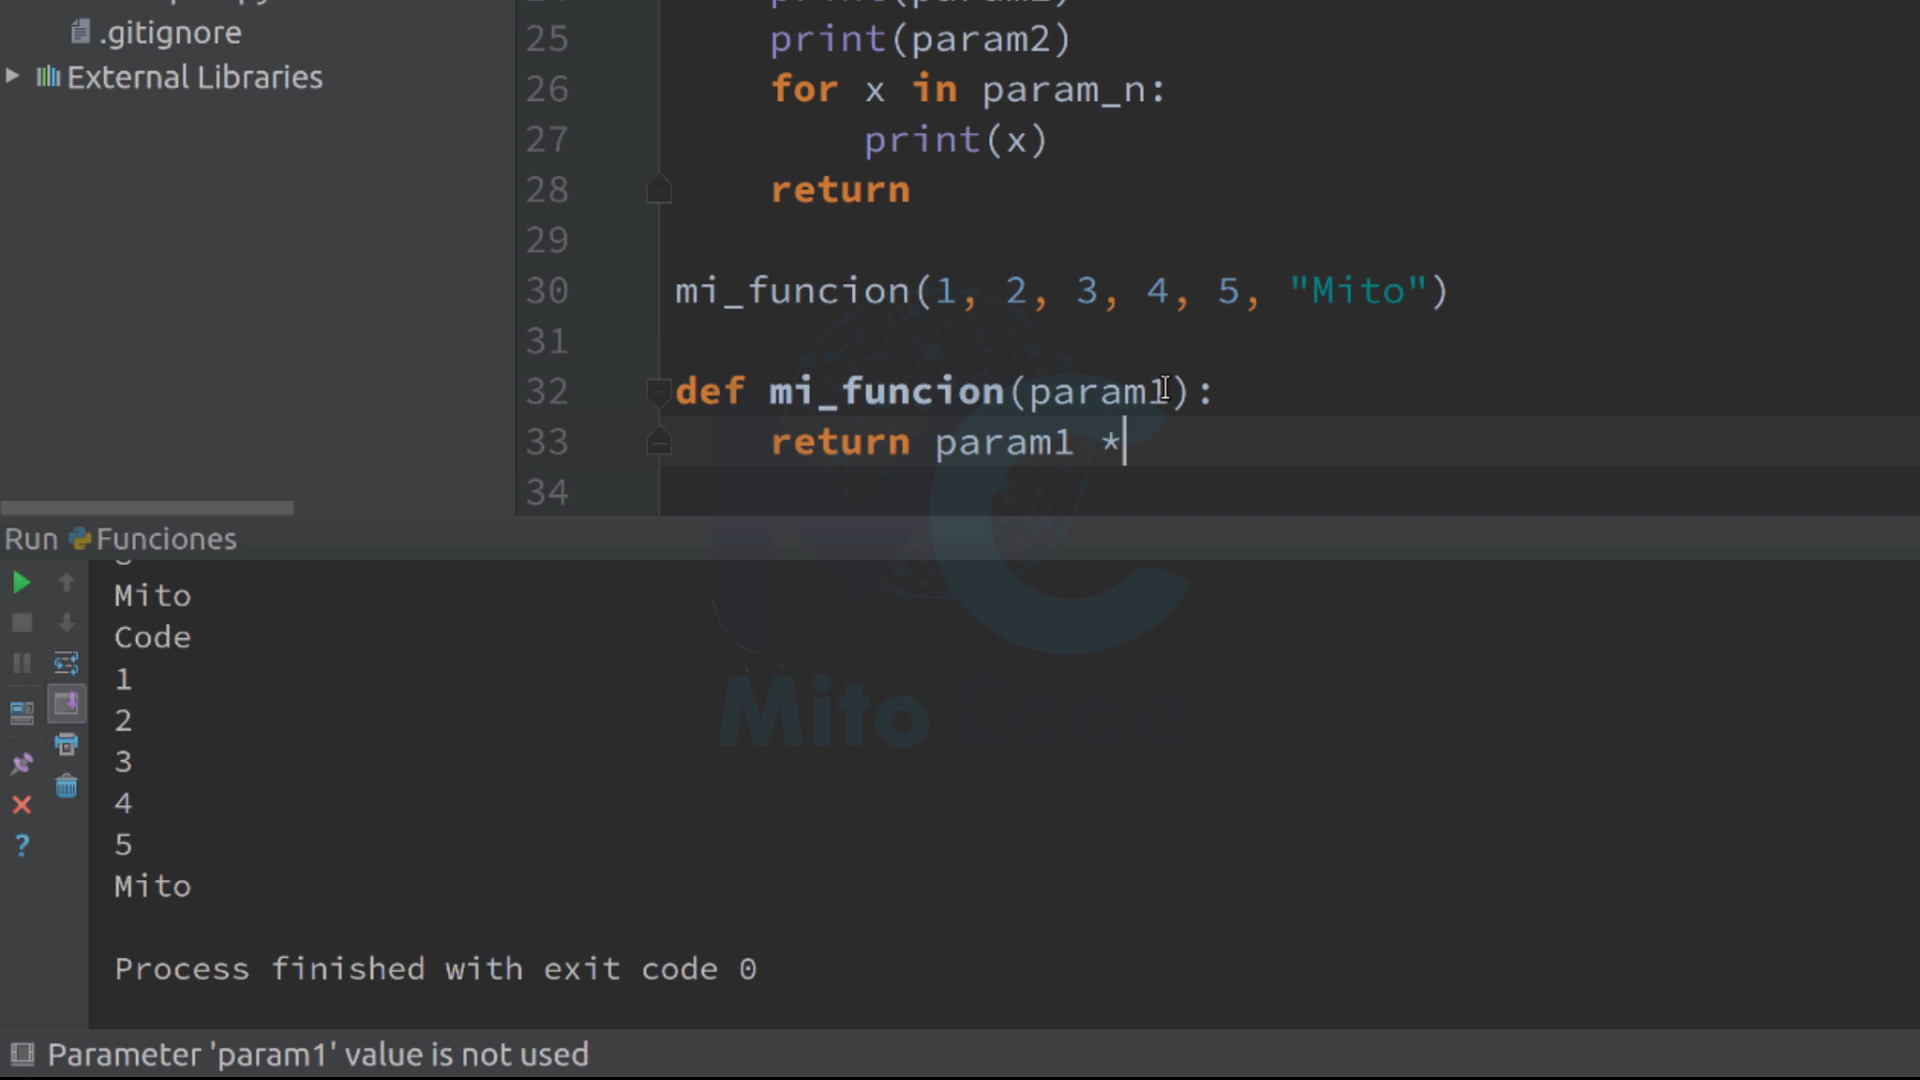 .gitignore
External Libraries
25 print(param2)
26 for x in param_n:
27 print(x)
28 return
29
30 mi_funcion(1, 2, 3, 4, 5, "Mito")
31
32 def mi_funcion(param1):
33 return param1 *
34
Run Funciones
Mito
Code
1
2
3
4
5
Mito
Process finished with exit code 0
Parameter 'param1' value is not used
Mito